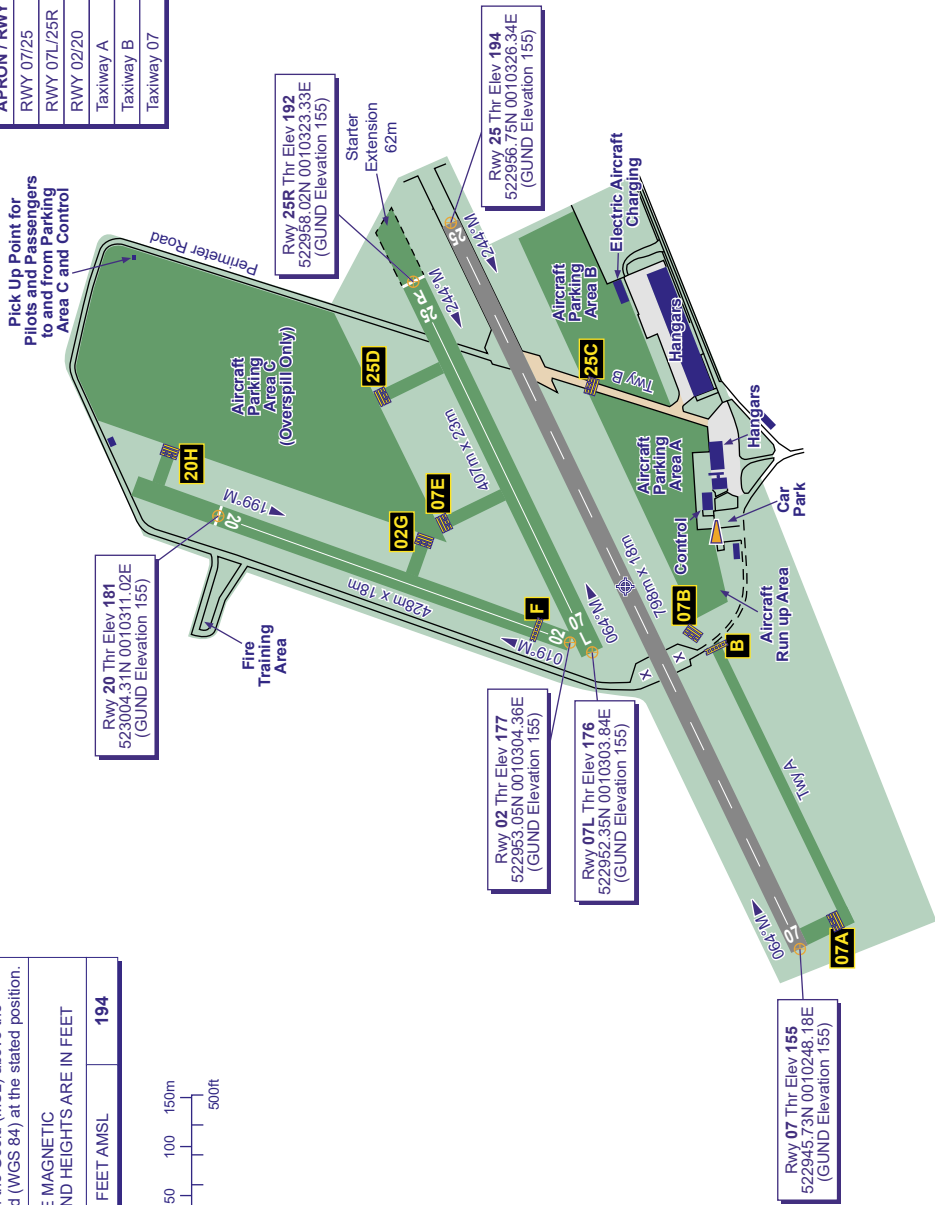 APRON / RWY
RWY 07/25
RWY 07L/25R
RWY 02/20
Taxiway A
Taxiway B
Taxiway 07
(WGS 84) at the stated position.
MAGNETIC
HEIGHTS ARE IN FEET
FEET AMSL
194
50
100
150m
500ft
Pick Up Point for
Pilots and Passengers
to and from Parking
Area C and Control
Perimeter Road
Rwy 25R Thr Elev 192
522958.02N 0010323.33E
(GUND Elevation 155)
Starter
Extension
62m
Rwy 25 Thr Elev 194
522956.75N 0010326.34E
(GUND Elevation 155)
Rwy 20 Thr Elev 181
523004.31N 0010311.02E
(GUND Elevation 155)
Fire
Training
Area
Aircraft
Parking
Area C
(Overspill Only)
20H
25D
02G
07E
F
20
199°M
428m x 18m
019°M
02
07
L
064°M
25
R
244°M
407m x 23m
25
244°M
798m x 18m
25C
Twy B
Aircraft
Parking
Area B
Electric Aircraft
Charging
Hangars
Hangars
Aircraft
Parking
Area A
Control
H
Car
Park
Aircraft
Run up Area
07B
B
X
X
Twy A
07A
07
064°M
Rwy 02 Thr Elev 177
522953.05N 0010304.36E
(GUND Elevation 155)
Rwy 07L Thr Elev 176
522952.35N 0010303.84E
(GUND Elevation 155)
Rwy 07 Thr Elev 155
522945.73N 0010248.18E
(GUND Elevation 155)